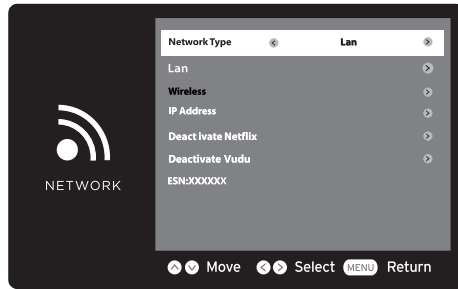 Network Type Lan
Lan
Wireless
IP Address
Deact ivate Netflix
Deactivate Vudu
ESN:XXXXXX
NETWORK
Move Select MENU Return